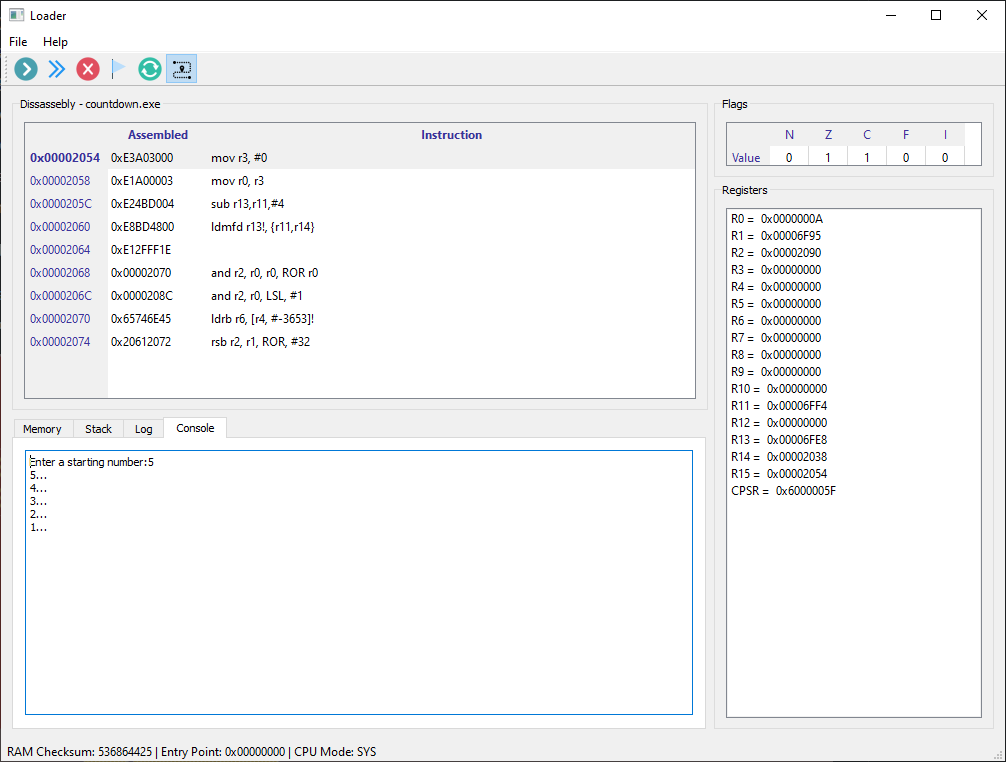 Loader
File Help
Dissassebly - countdown.exe
Assembled Instruction
0x00002054 0xE3A03000 mov r3, #0
0x00002058 0xE1A00003 mov r0, r3
0x0000205C 0xE24BD004 sub r13,r11,#4
0x00002060 0xE8BD4800 ldmfd r13!, {r11,r14}
0x00002064 0xE12FFF1E
0x00002068 0x00002070 and r2, r0, r0, ROR r0
0x0000206C 0x0000208C and r2, r0, LSL, #1
0x00002070 0x65746E45 ldrb r6, [r4, #-3653]!
0x00002074 0x20612072 rsb r2, r1, ROR, #32
Memory Stack Log Console
Enter a starting number:5
5...
4...
3...
2...
1...
Flags
N Z C F I
Value 0 1 1 0 0
Registers
R0 = 0x0000000A
R1 = 0x00006F95
R2 = 0x00002090
R3 = 0x00000000
R4 = 0x00000000
R5 = 0x00000000
R6 = 0x00000000
R7 = 0x00000000
R8 = 0x00000000
R9 = 0x00000000
R10 = 0x00000000
R11 = 0x00006FF4
R12 = 0x00000000
R13 = 0x00006FE8
R14 = 0x00002038
R15 = 0x00002054
CPSR = 0x6000005F
RAM Checksum: 536864425 | Entry Point: 0x00000000 | CPU Mode: SYS